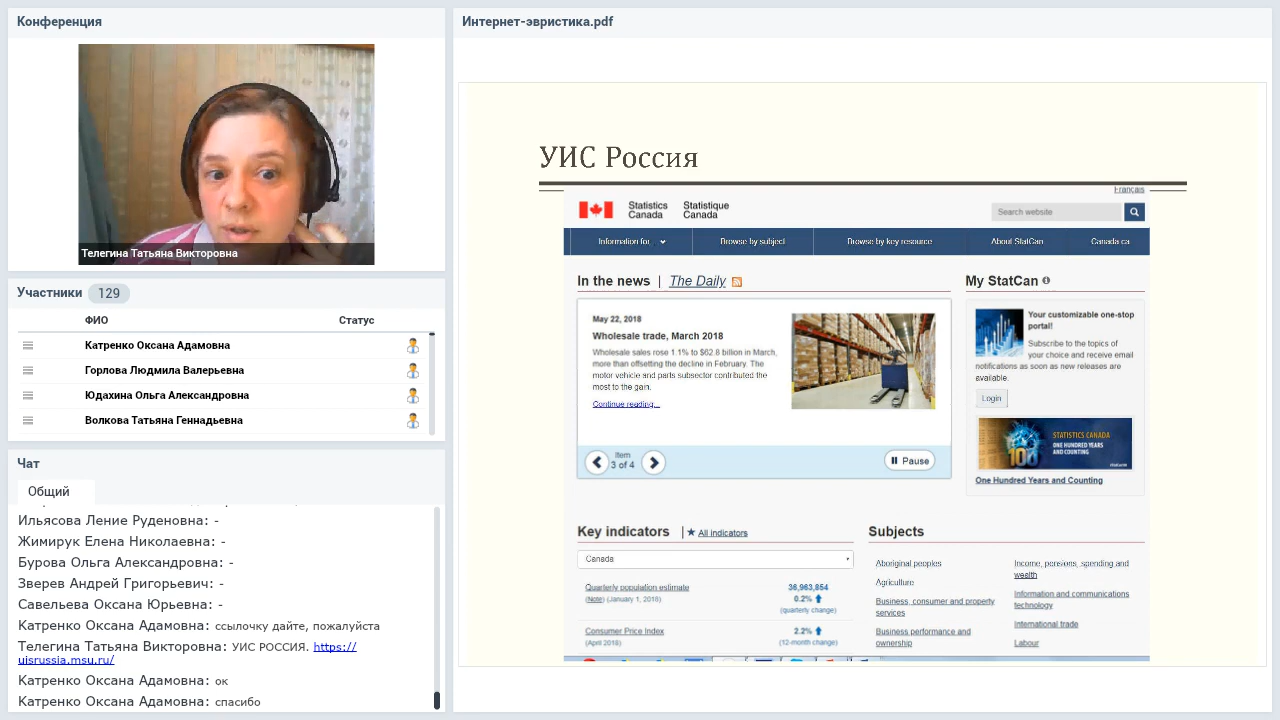 Конференция
Телегина Татьяна Викторовна
Участники 129
ФИО Статус
Катренко Оксана Адамовна
Горлова Людмила Валерьевна
Юдахина Ольга Александровна
Волкова Татьяна Геннадьевна
Чат
Общий
Ильясова Ление Руденовна: -
Жимирук Елена Николаевна: -
Бурова Ольга Александровна: -
Зверев Андрей Григорьевич: -
Савельева Оксана Юрьевна: -
Катренко Оксана Адамовна: ссылочку дайте, пожалуйста
Телегина Татьяна Викторовна: УИС РОССИЯ. https://
uisrussia.msu.ru/
Катренко Оксана Адамовна: ок
Катренко Оксана Адамовна: спасибо
Интернет-эвристика.pdf
УИС Россия
Français
Statistics Canada
Statistique Canada
Search website
Information for
Browse by subject
Browse by key resource
About StatCan
Canada.ca
In the news | The Daily
May 22, 2018
Wholesale trade, March 2018
Wholesale sales rose 1.1% to $62.8 billion in March,
more than offsetting the decline in February. The
motor vehicle and parts subsector contributed the
most to the gain.
Continue reading...
Item
3 of 4
Pause
My StatCan
Your customizable one-stop
portal!
Subscribe to the topics of
your choice and receive email
notifications as soon as new releases are
available.
Login
STATISTICS CANADA
ONE HUNDRED YEARS
AND COUNTING
100
One Hundred Years and Counting
Key indicators | All indicators
Canada
Quarterly population estimate 36,963,854
(Note) (January 1, 2018) 0.2%
(quarterly change)
Consumer Price Index 2.2%
(April 2018) (12-month change)
Subjects
Aboriginal peoples
Agriculture
Business, consumer and property
services
Business performance and
ownership
Income, pensions, spending and
wealth
Information and communications
technology
International trade
Labour